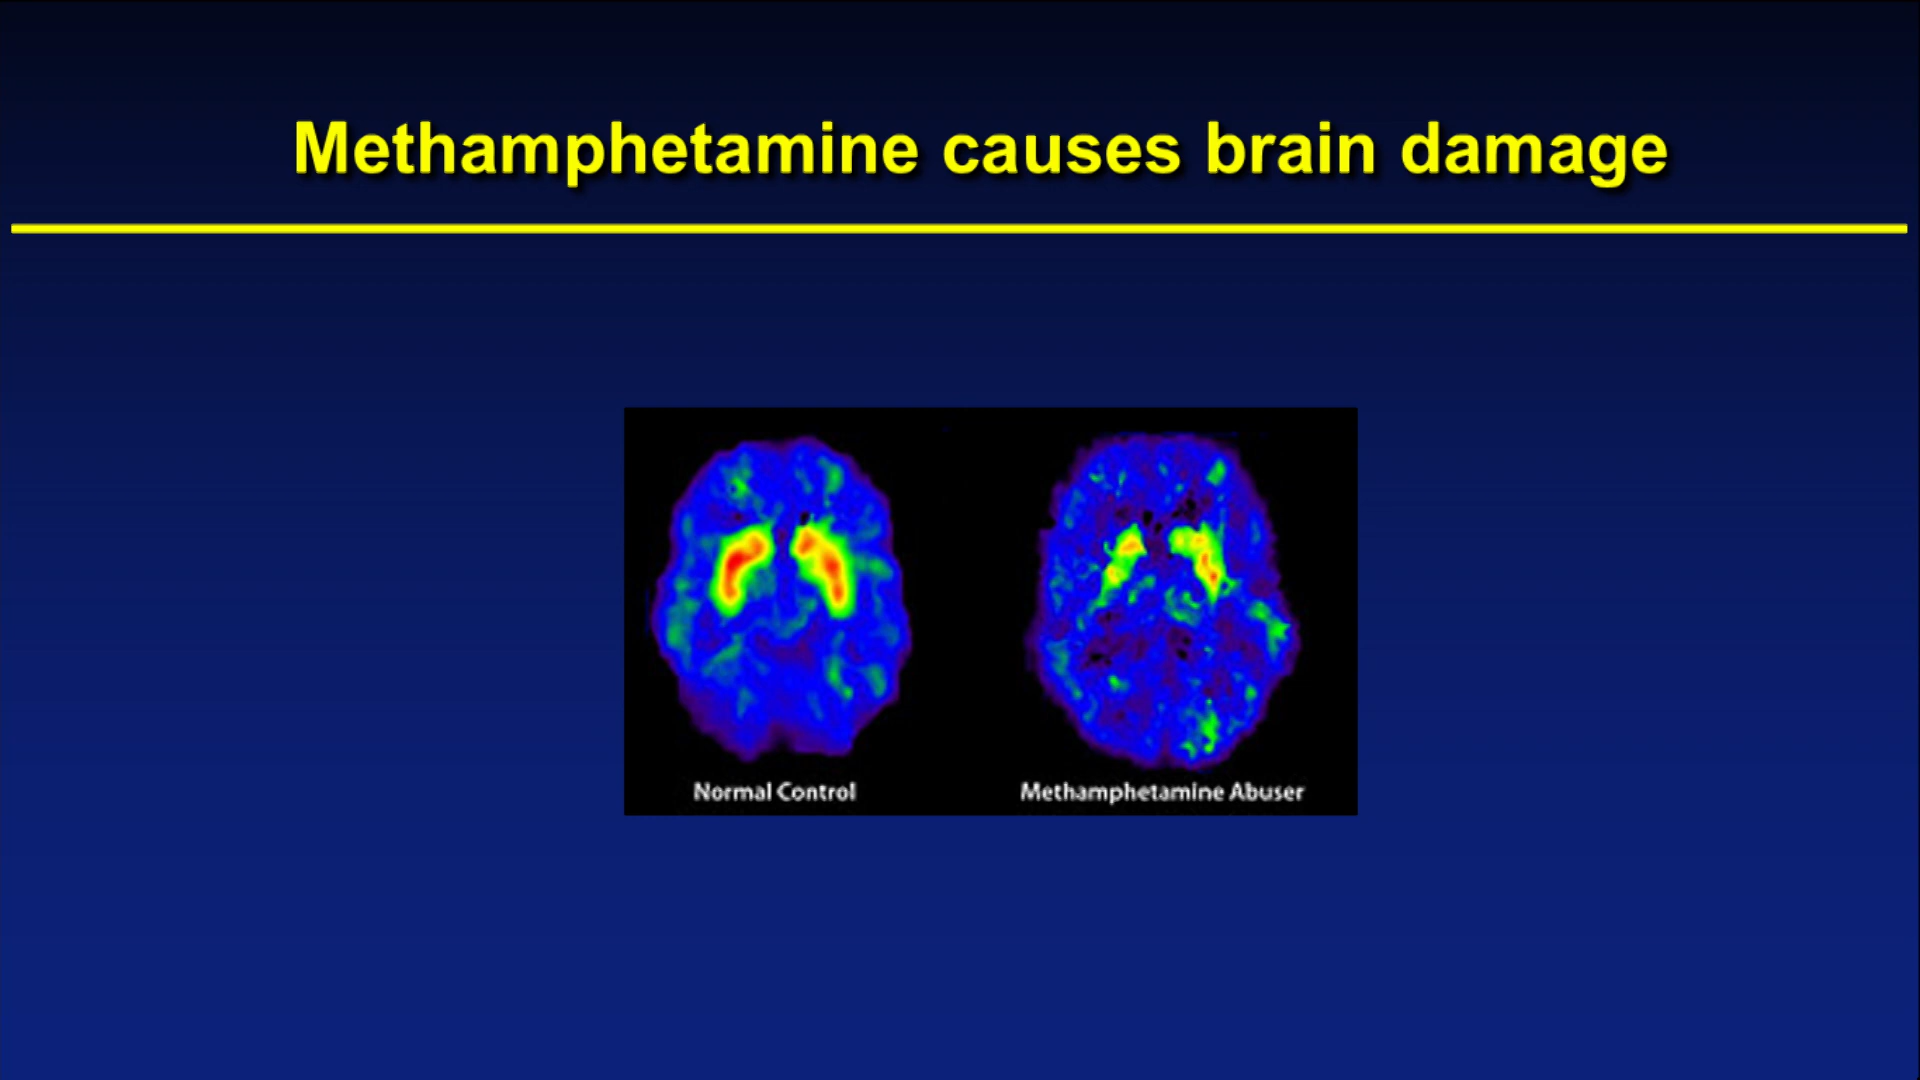 Methamphetamine causes brain damage
Normal Control
Methamphetamine Abuser